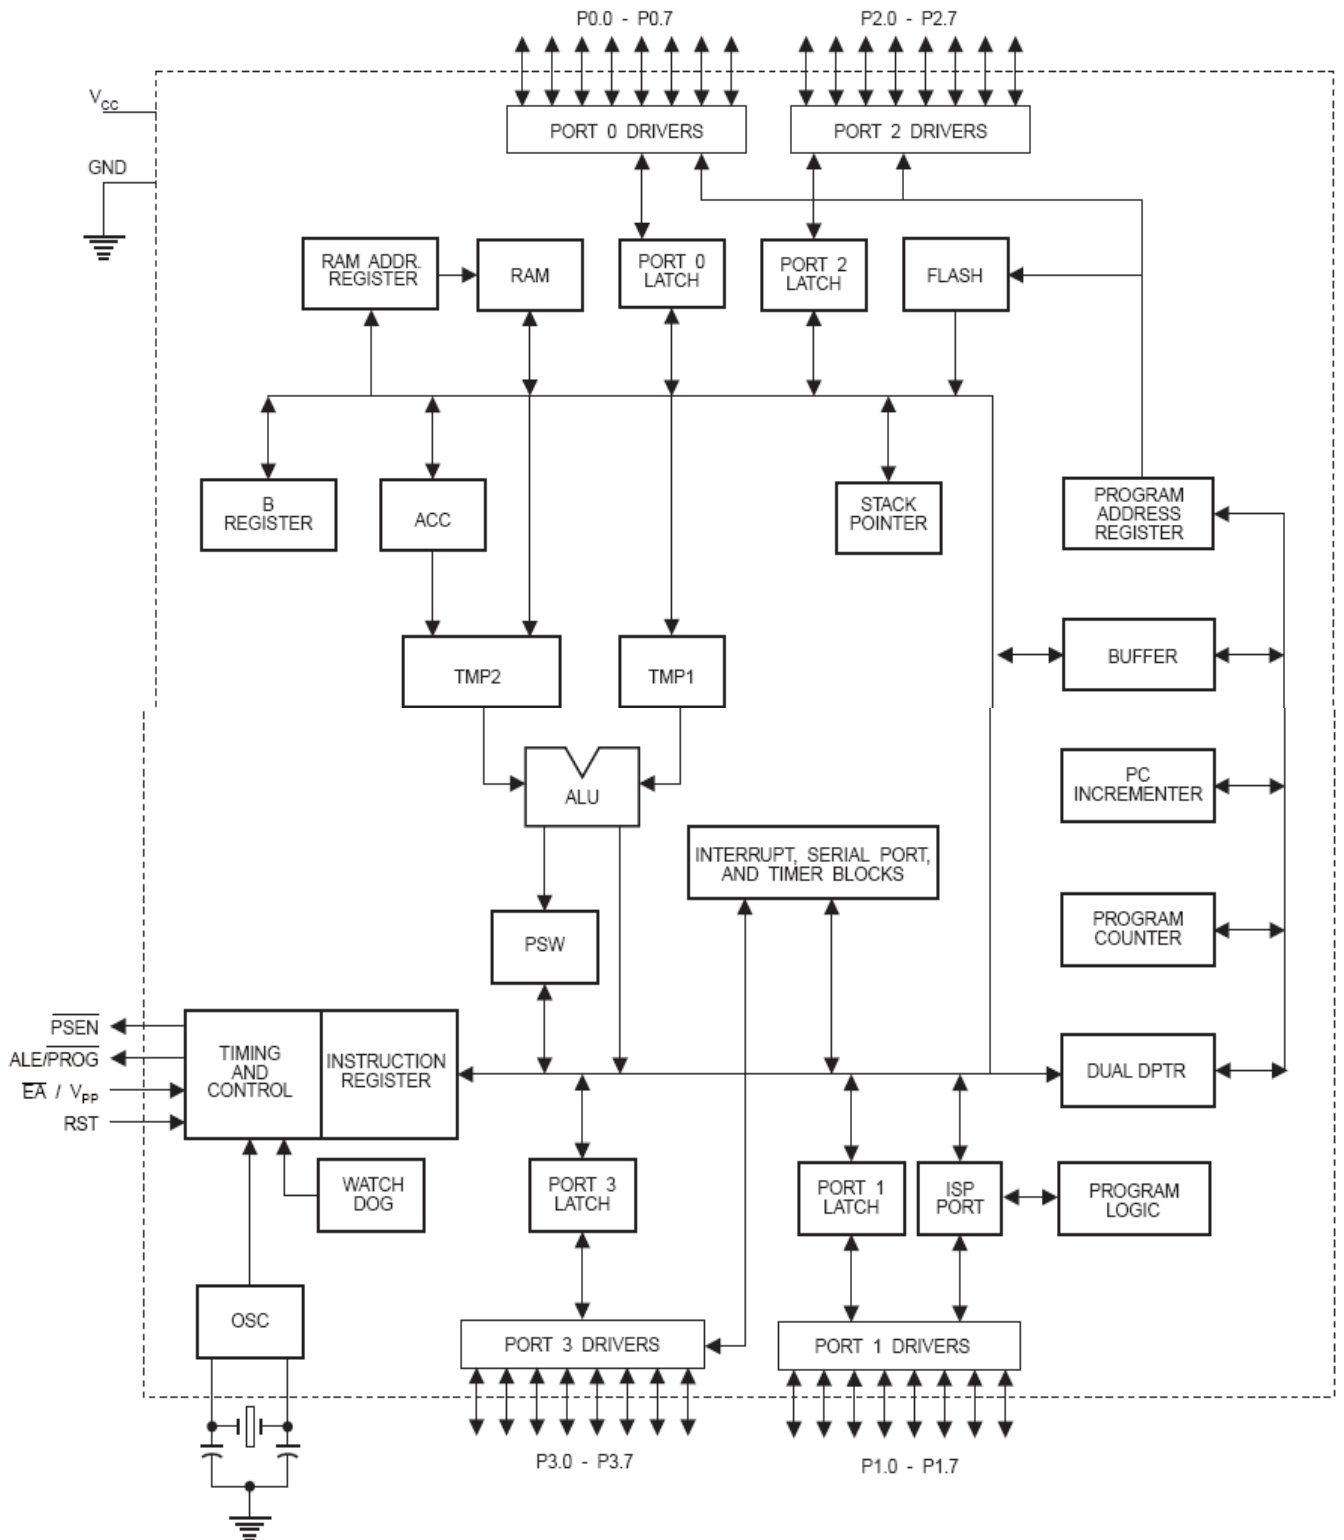 P0.0 - P0.7
P2.0 - P2.7
VCC
PORT 0 DRIVERS
PORT 2 DRIVERS
GND
RAM ADDR.
REGISTER
RAM
PORT 0
LATCH
PORT 2
LATCH
FLASH
B
REGISTER
ACC
STACK
POINTER
PROGRAM
ADDRESS
REGISTER
TMP2
TMP1
BUFFER
ALU
PC
INCREMENTER
INTERRUPT, SERIAL PORT,
AND TIMER BLOCKS
PSW
PROGRAM
COUNTER
PSEN
ALE/PROG
EA / VPP
RST
TIMING
AND
CONTROL
INSTRUCTION
REGISTER
DUAL DPTR
WATCH
DOG
PORT 3
LATCH
PORT 1
LATCH
ISP
PORT
PROGRAM
LOGIC
OSC
PORT 3 DRIVERS
PORT 1 DRIVERS
P3.0 - P3.7
P1.0 - P1.7